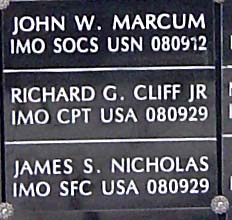 JOHN W. MARCUM
IMO SOCS USN 080912
RICHARD G. CLIFF JR
IMO CPT USA 080929
JAMES S. NICHOLAS
IMO SFC USA 080929